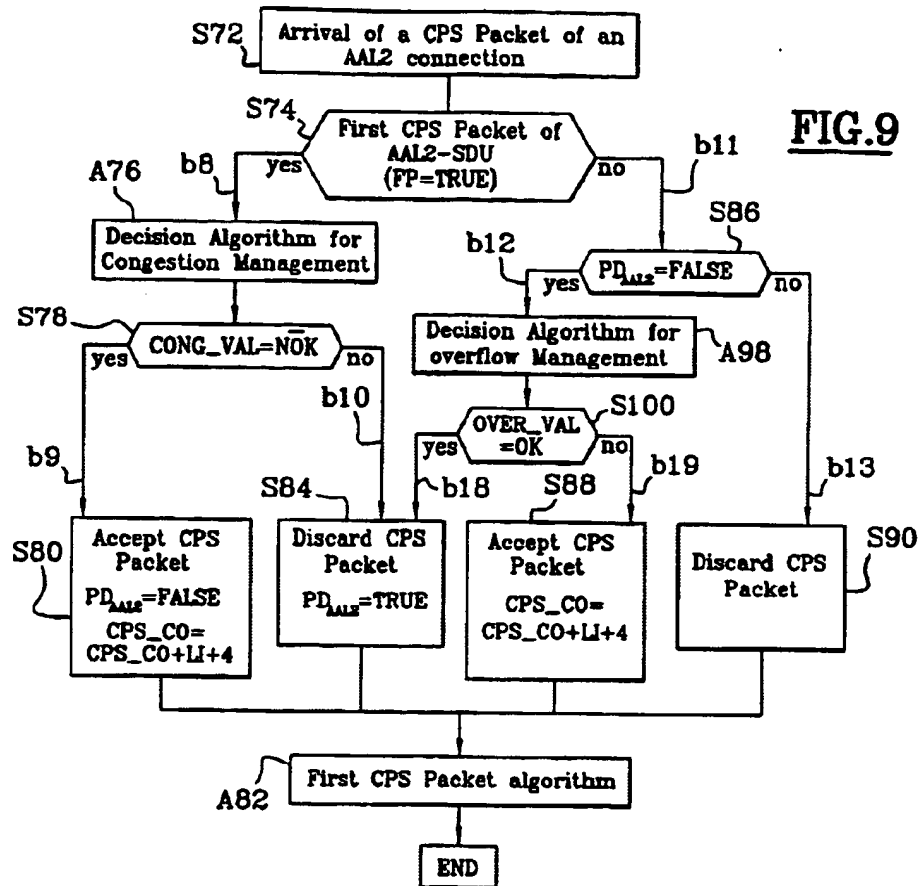 S72
Arrival of a CPS Packet of an
AAL2 connection
FIG.9
S74
First CPS Packet of
AAL2-SDU
(FP=TRUE)
yes
no
b8
b11
A76
Decision Algorithm for
Congestion Management
S86
PD_AAL2=FALSE
yes
no
b12
S78
CONG_VAL=NO̅K
yes
no
Decision Algorithm for
overflow Management
A98
b10
S100
OVER_VAL
=OK
yes
no
b9
b18
b19
b13
S80
Accept CPS
Packet
PD_AAL2=FALSE
CPS_CO=
CPS_CO+LI+4
S84
Discard CPS
Packet
PD_AAL2=TRUE
S88
Accept CPS
Packet
CPS_CO=
CPS_CO+LI+4
S90
Discard CPS
Packet
A82
First CPS Packet algorithm
END